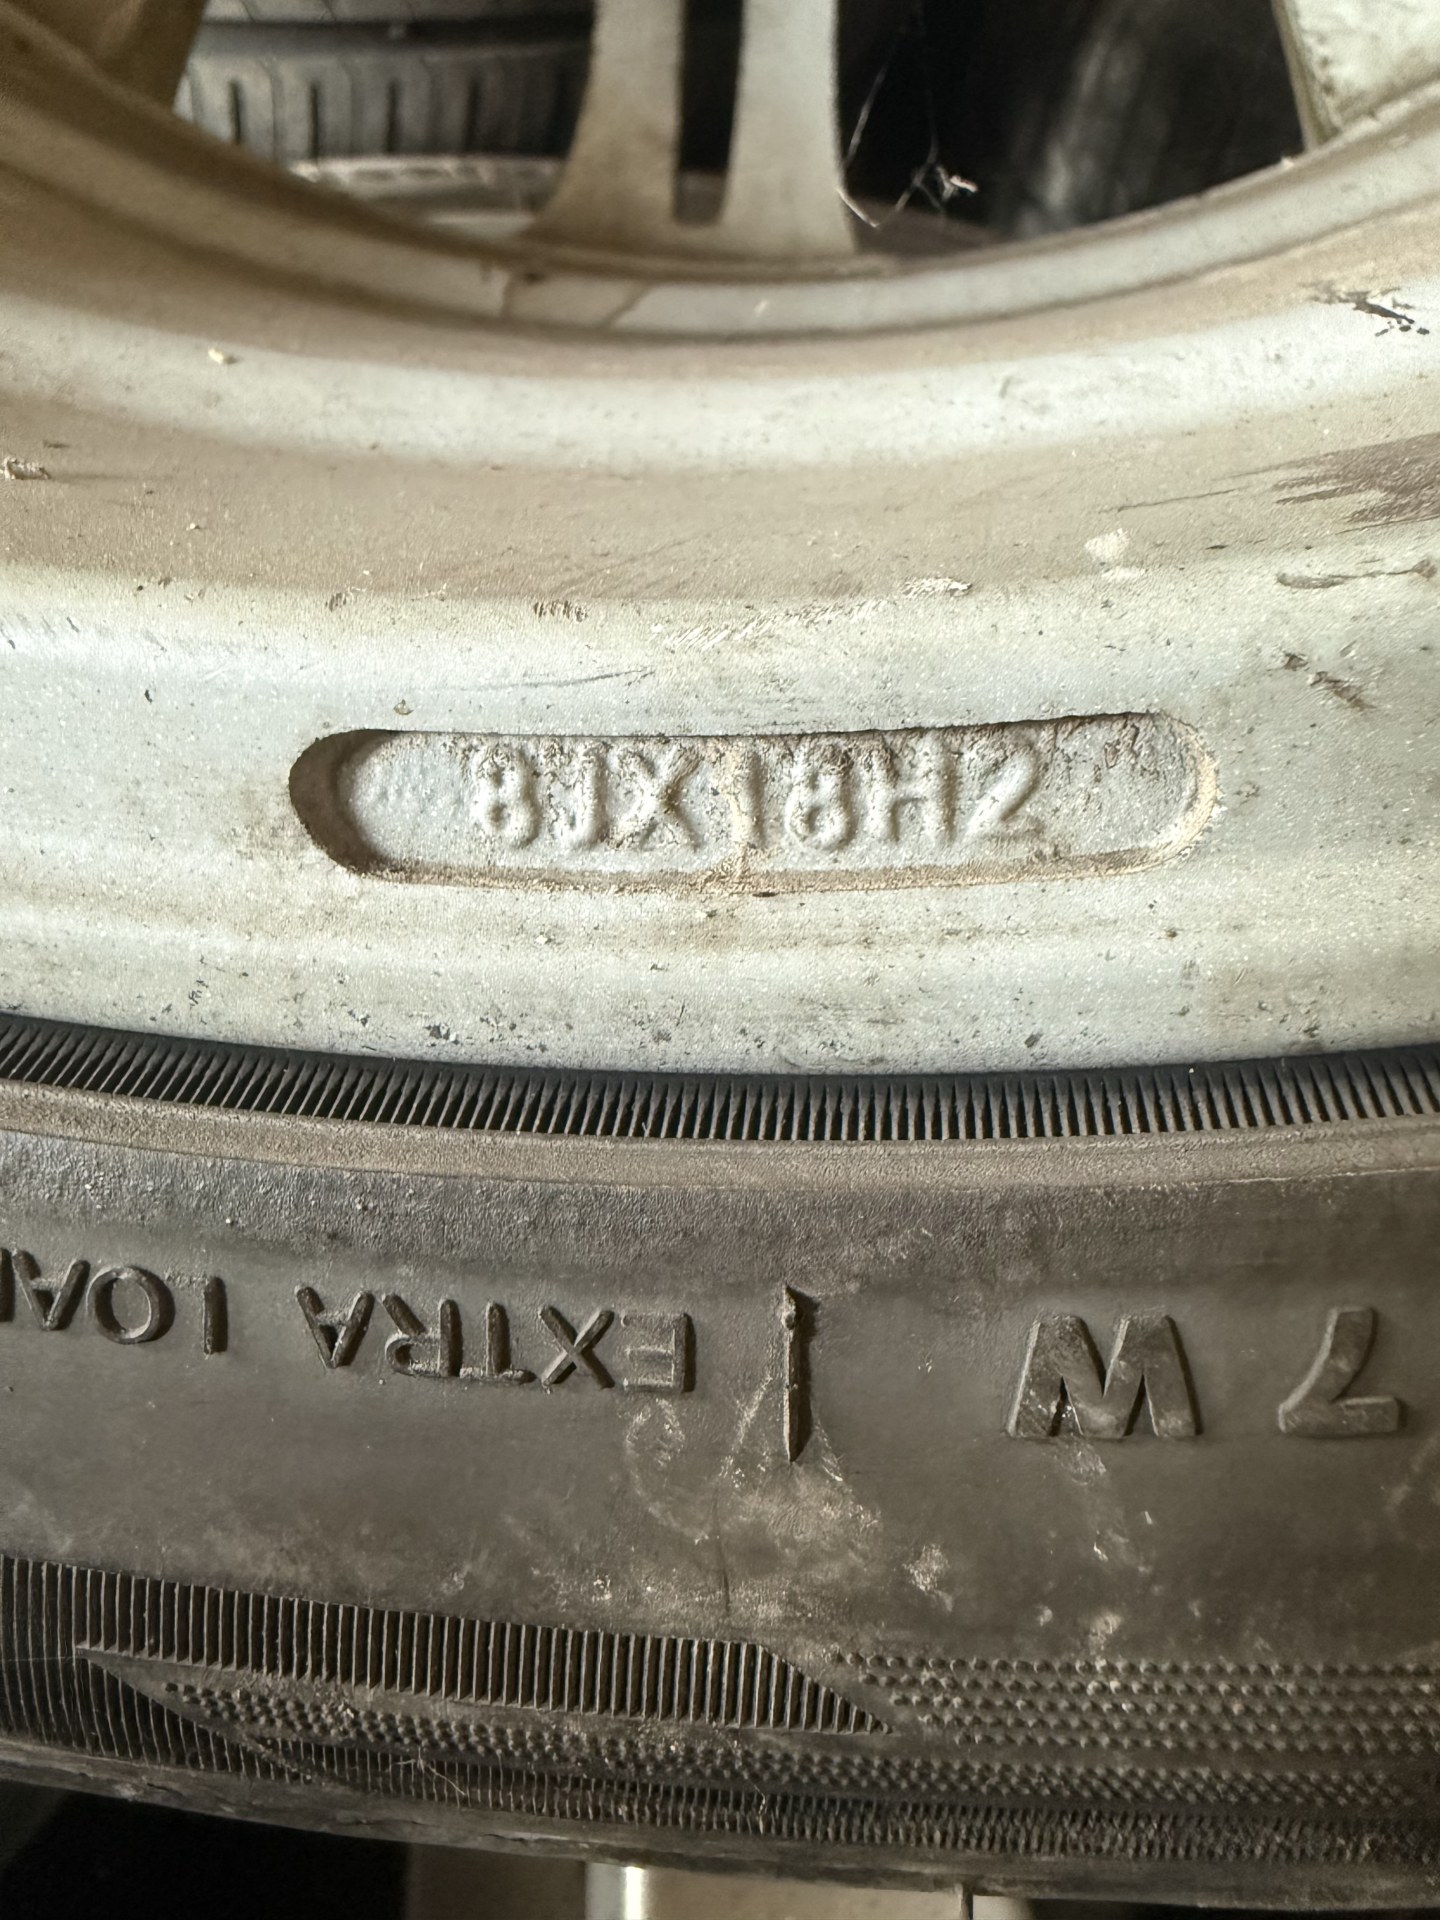 8JX18H2
7 W EXTRA LOA